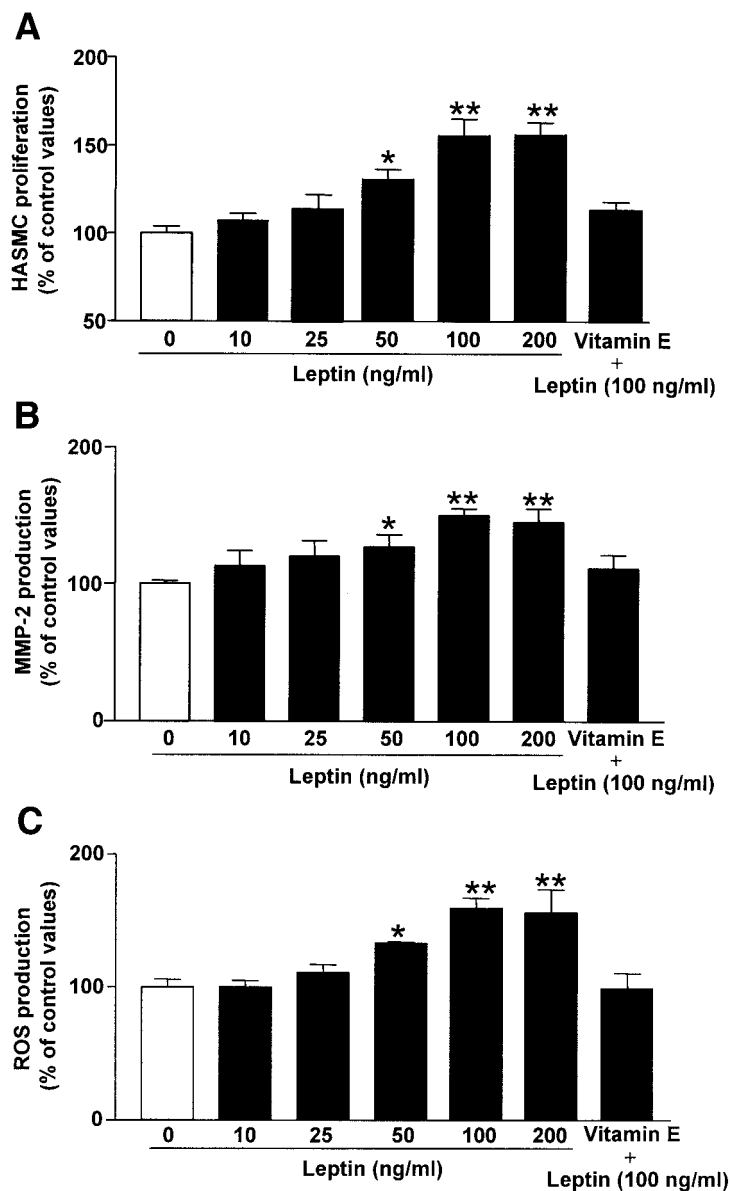 A
HASMC proliferation
(% of control values)
200
150
100
50
*
**
**
0 10 25 50 100 200 Vitamin E
+
Leptin (ng/ml) Leptin (100 ng/ml)
B
MMP-2 production
(% of control values)
200
100
0
*
**
**
0 10 25 50 100 200 Vitamin E
+
Leptin (ng/ml) Leptin (100 ng/ml)
C
ROS production
(% of control values)
200
100
0
*
**
**
0 10 25 50 100 200 Vitamin E
+
Leptin (ng/ml) Leptin (100 ng/ml)